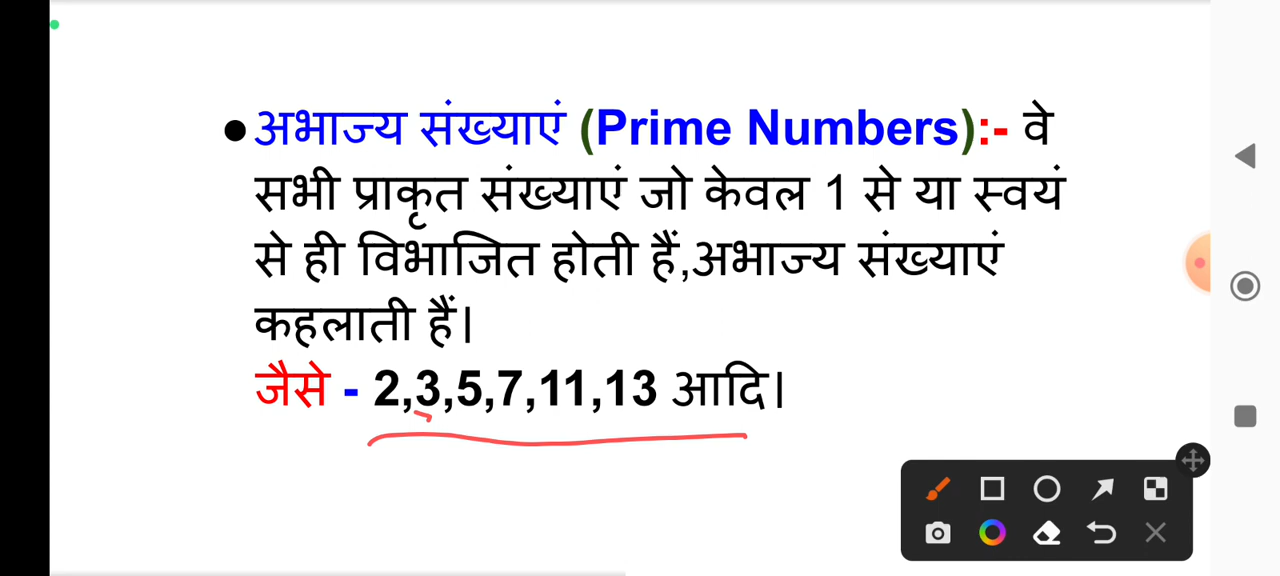 ● अभाज्य संख्याएं (Prime Numbers):- वे
सभी प्राकृत संख्याएं जो केवल 1 से या स्वयं
से ही विभाजित होती हैं,अभाज्य संख्याएं
कहलाती हैं।
जैसे - 2,3,5,7,11,13 आदि।